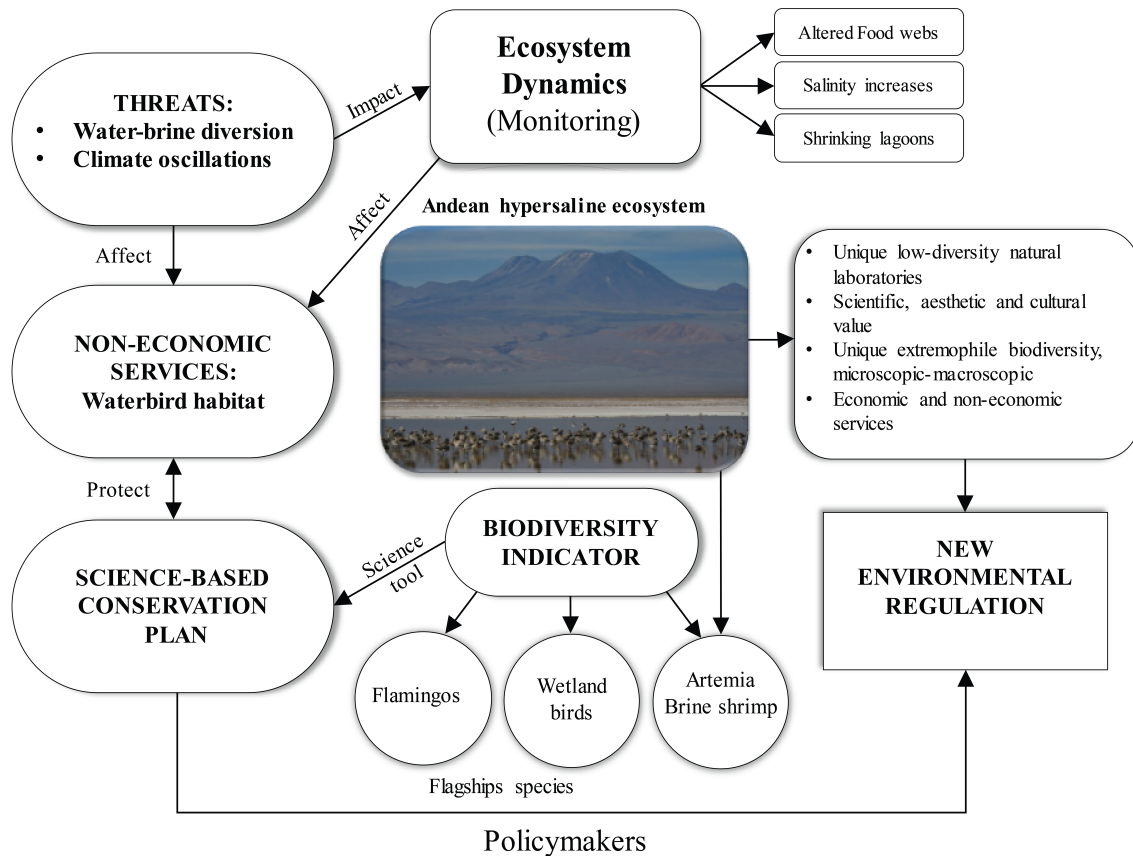 THREATS:
• Water-brine diversion
• Climate oscillations
Impact
Ecosystem
Dynamics
(Monitoring)
Altered Food webs
Salinity increases
Shrinking lagoons
Affect
Affect
Andean hypersaline ecosystem
NON-ECONOMIC
SERVICES:
Waterbird habitat
• Unique low-diversity natural
laboratories
• Scientific, aesthetic and cultural
value
• Unique extremophile biodiversity,
microscopic-macroscopic
• Economic and non-economic
services
Protect
SCIENCE-BASED
CONSERVATION
PLAN
Science
tool
BIODIVERSITY
INDICATOR
NEW
ENVIRONMENTAL
REGULATION
Flamingos
Wetland
birds
Artemia
Brine shrimp
Flagships species
Policymakers